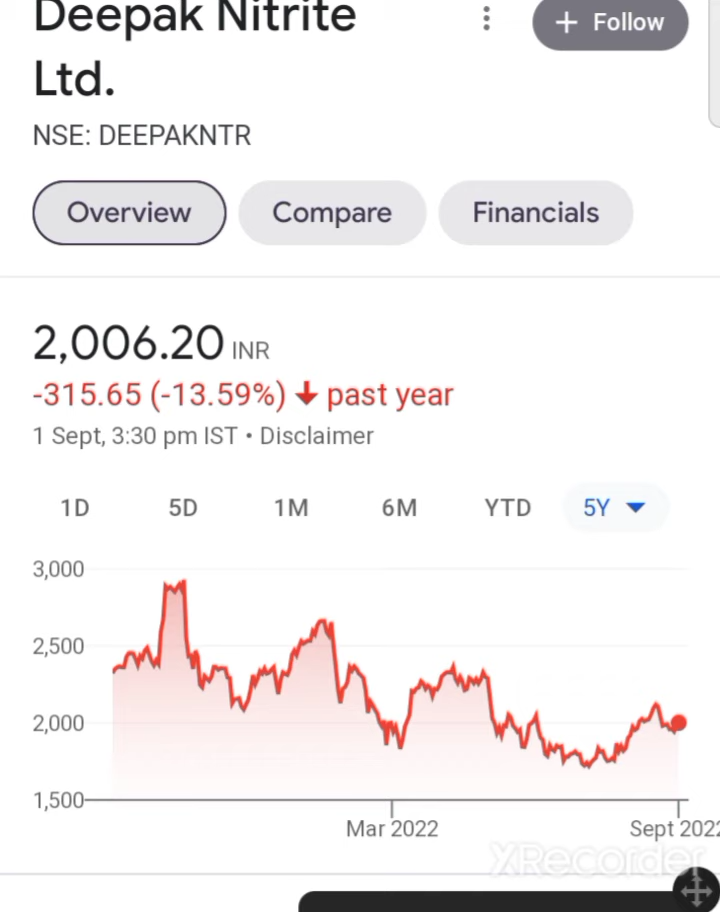 Deepak Nitrite
Ltd.
+ Follow
NSE: DEEPAKNTR
Overview
Compare
Financials
2,006.20 INR
-315.65 (-13.59%) ↓ past year
1 Sept, 3:30 pm IST • Disclaimer
1D 5D 1M 6M YTD 5Y
3,000
2,500
2,000
1,500
Mar 2022
Sept 2022
XRecorder